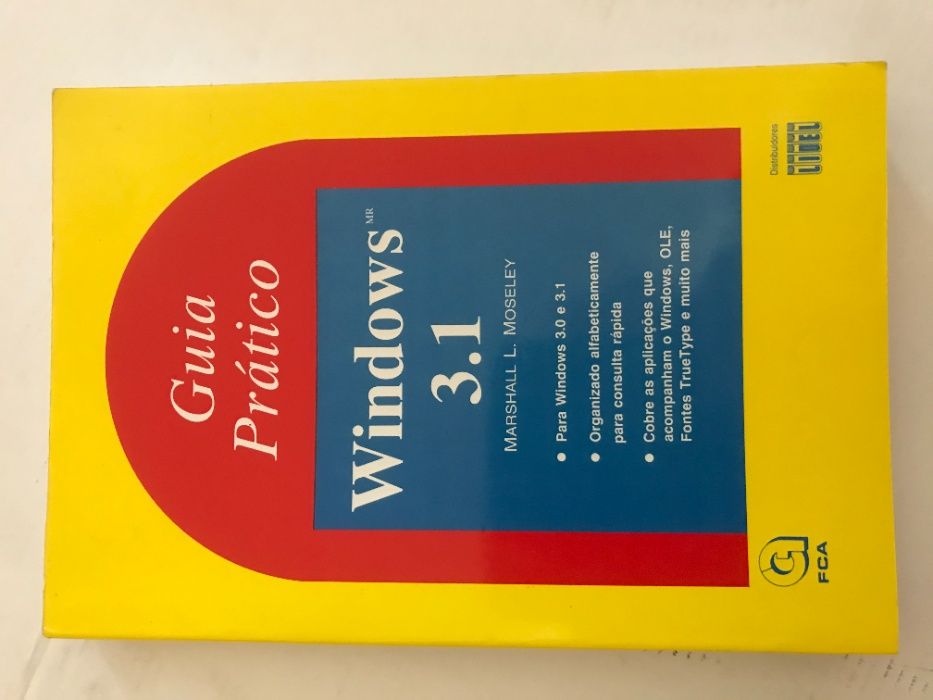 Guia
Prático
Windows MR
3.1
MARSHALL L. MOSELEY
● Para Windows 3.0 e 3.1
● Organizado alfabeticamente
para consulta rápida
● Cobre as aplicações que
acompanham o Windows, OLE,
Fontes TrueType e muito mais
FCA
Distribuidores
LIDEL